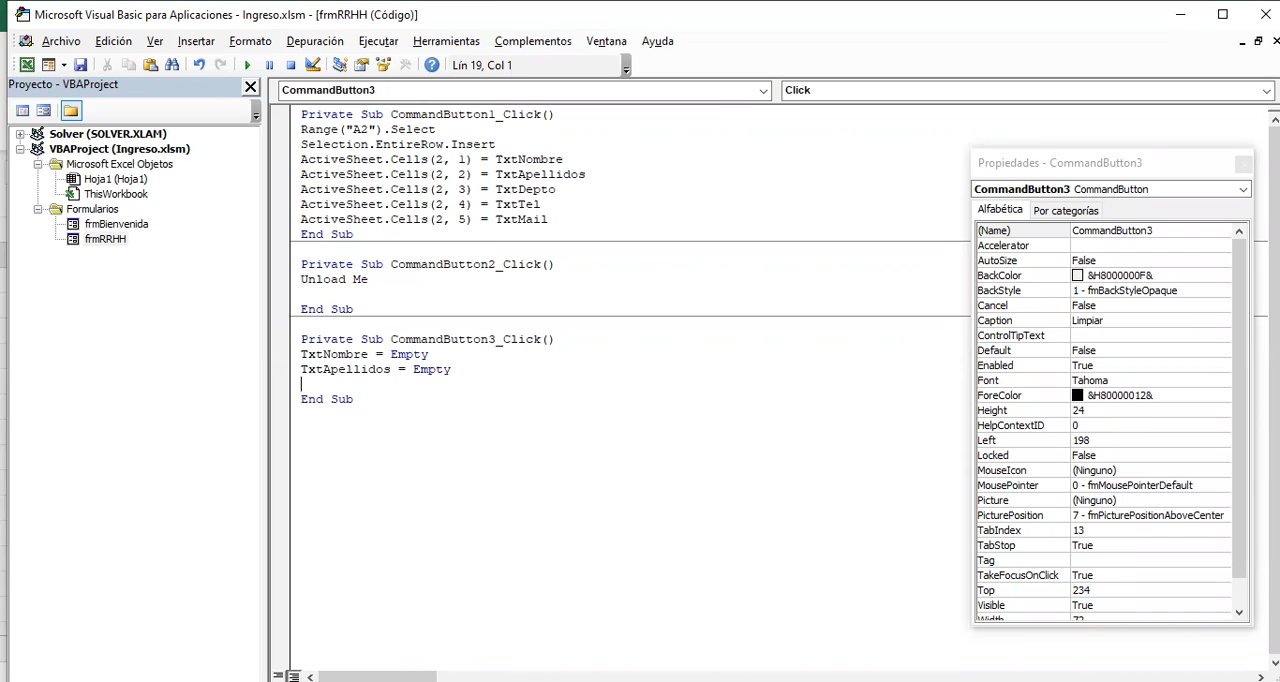 Microsoft Visual Basic para Aplicaciones - Ingreso.xlsm - [frmRRHH (Código)]
Archivo Edición Ver Insertar Formato Depuración Ejecutar Herramientas Complementos Ventana Ayuda
Lín 19, Col 1
Proyecto - VBAProject
Solver (SOLVER.XLAM)
VBAProject (Ingreso.xlsm)
Microsoft Excel Objetos
Hoja1 (Hoja1)
ThisWorkbook
Formularios
frmBienvenida
frmRRHH
CommandButton3 Click
Private Sub CommandButton1_Click()
Range("A2").Select
Selection.EntireRow.Insert
ActiveSheet.Cells(2, 1) = TxtNombre
ActiveSheet.Cells(2, 2) = TxtApellidos
ActiveSheet.Cells(2, 3) = TxtDepto
ActiveSheet.Cells(2, 4) = TxtTel
ActiveSheet.Cells(2, 5) = TxtMail
End Sub
Private Sub CommandButton2_Click()
Unload Me
End Sub
Private Sub CommandButton3_Click()
TxtNombre = Empty
TxtApellidos = Empty
End Sub
Propiedades - CommandButton3
CommandButton3 CommandButton
Alfabética Por categorías
(Name) CommandButton3
Accelerator
AutoSize False
BackColor &H8000000F&
BackStyle 1 - fmBackStyleOpaque
Cancel False
Caption Limpiar
ControlTipText
Default False
Enabled True
Font Tahoma
ForeColor &H80000012&
Height 24
HelpContextID 0
Left 198
Locked False
MouseIcon (Ninguno)
MousePointer 0 - fmMousePointerDefault
Picture (Ninguno)
PicturePosition 7 - fmPicturePositionAboveCenter
TabIndex 13
TabStop True
Tag
TakeFocusOnClick True
Top 234
Visible True
Width 72